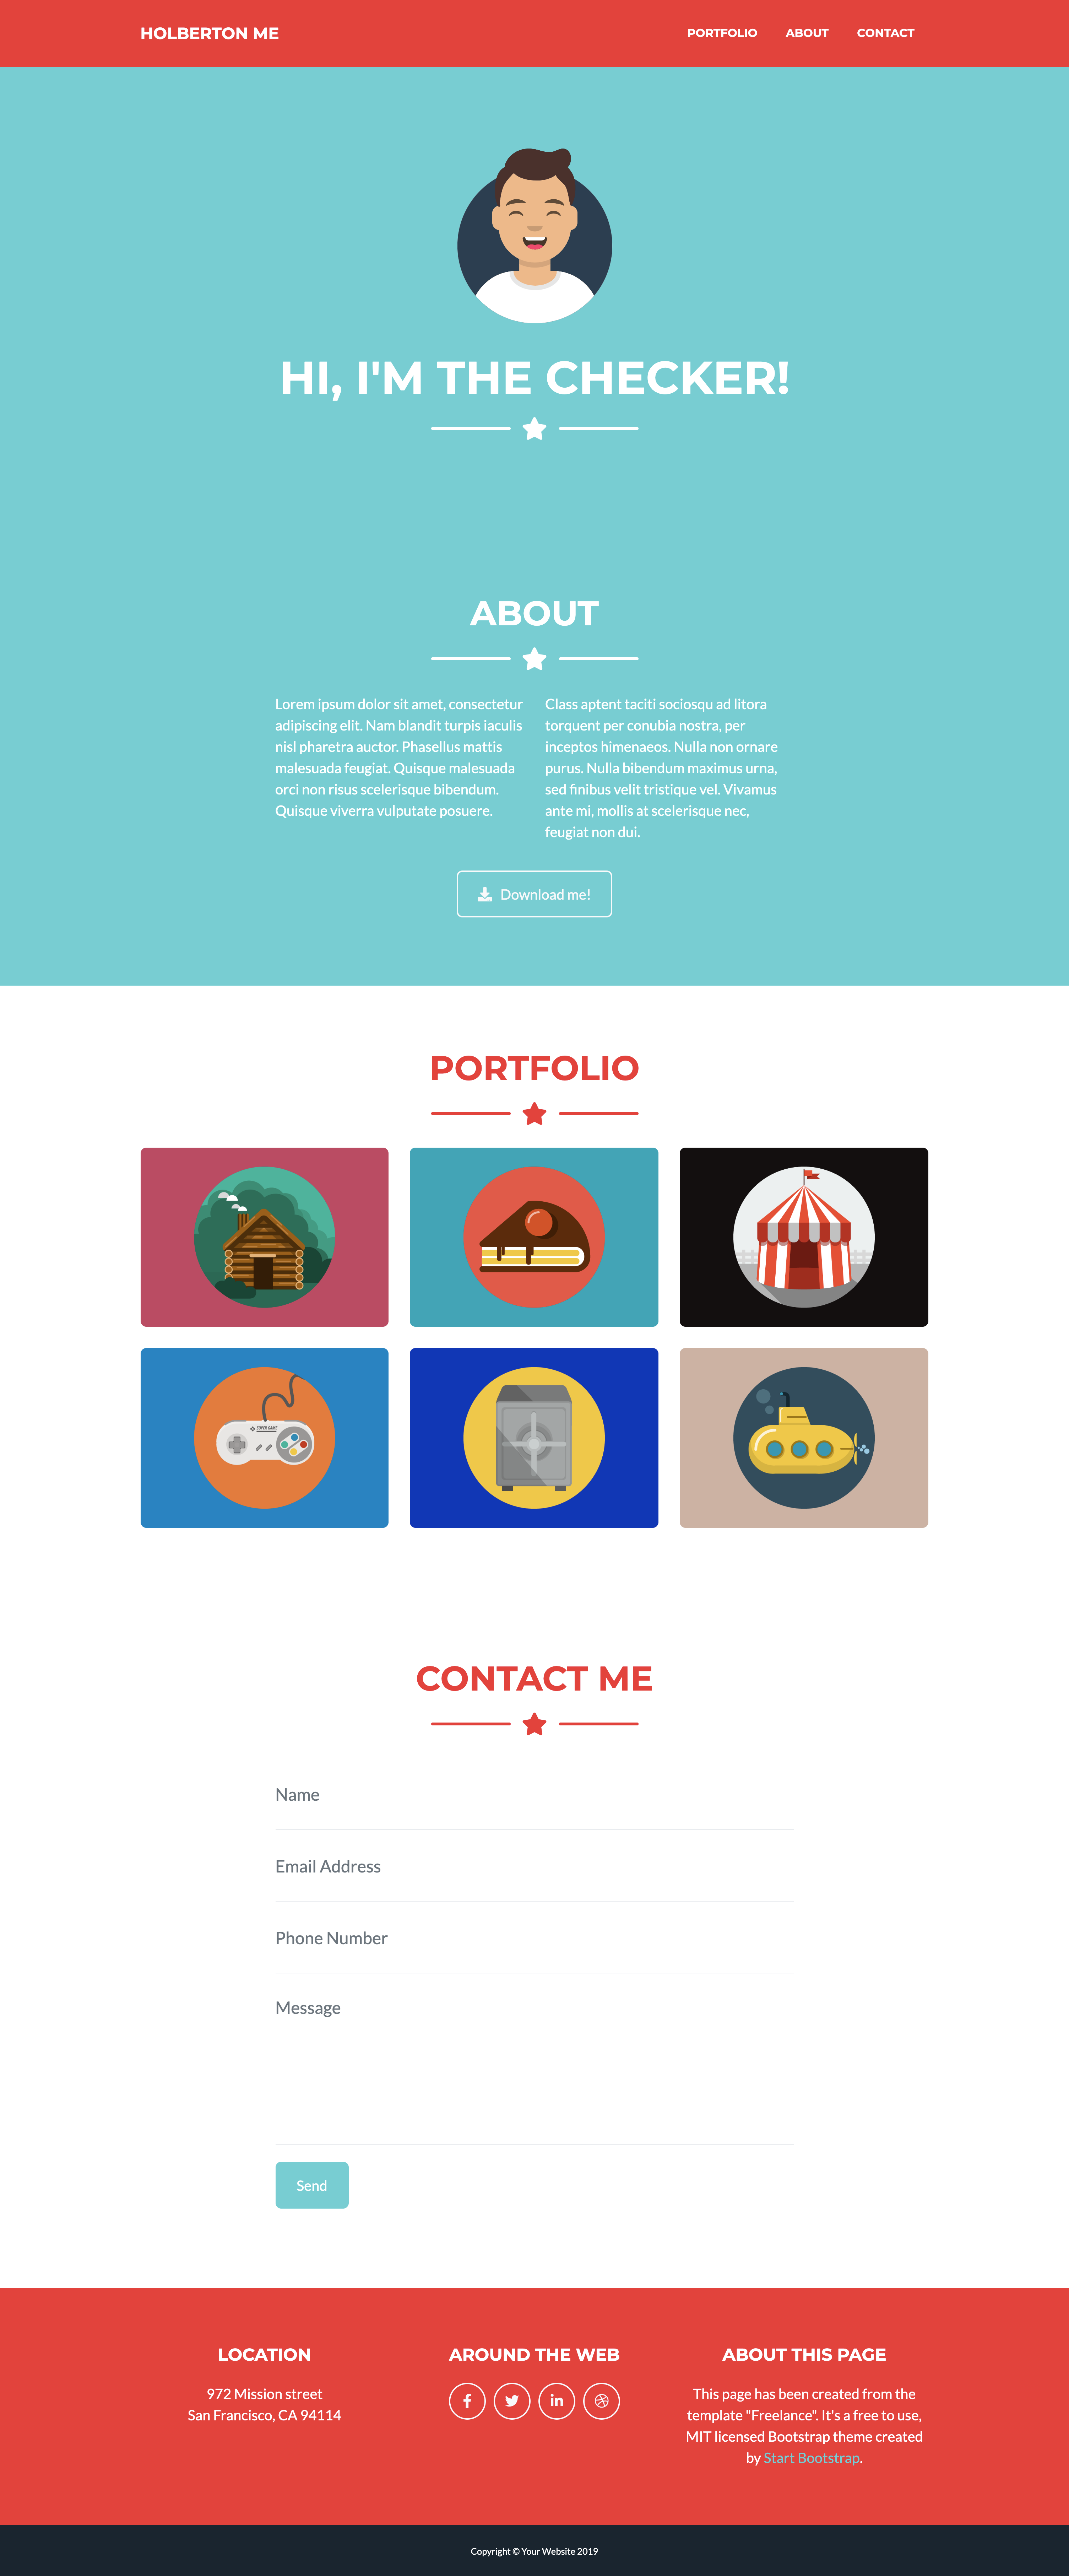 HOLBERTON ME
PORTFOLIO
ABOUT
CONTACT
HI, I'M THE CHECKER!
ABOUT
Lorem ipsum dolor sit amet, consectetur
adipiscing elit. Nam blandit turpis iaculis
nisl pharetra auctor. Phasellus mattis
malesuada feugiat. Quisque malesuada
orci non risus scelerisque bibendum.
Quisque viverra vulputate posuere.
Class aptent taciti sociosqu ad litora
torquent per conubia nostra, per
inceptos himenaeos. Nulla non ornare
purus. Nulla bibendum maximus urna,
sed finibus velit tristique vel. Vivamus
ante mi, mollis at scelerisque nec,
feugiat non dui.
Download me!
PORTFOLIO
SUPER GAME
CONTACT ME
Name
Email Address
Phone Number
Message
Send
LOCATION
972 Mission street
San Francisco, CA 94114
AROUND THE WEB
ABOUT THIS PAGE
This page has been created from the
template "Freelance". It's a free to use,
MIT licensed Bootstrap theme created
by Start Bootstrap.
Copyright © Your Website 2019